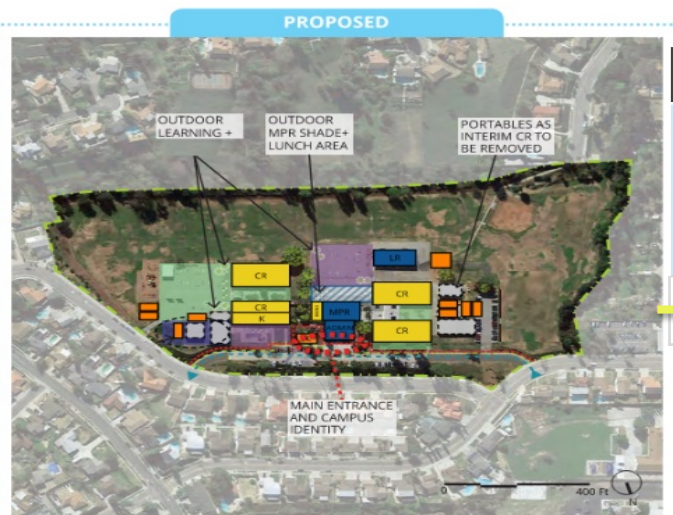 PROPOSED
OUTDOOR
LEARNING +
OUTDOOR
MPR SHADE+
LUNCH AREA
PORTABLES AS
INTERIM CR TO
BE REMOVED
LR
CR
CR
CR
K
MPR
ADMIN
CR
MAIN ENTRANCE
AND CAMPUS
IDENTITY
0
400 Ft
N